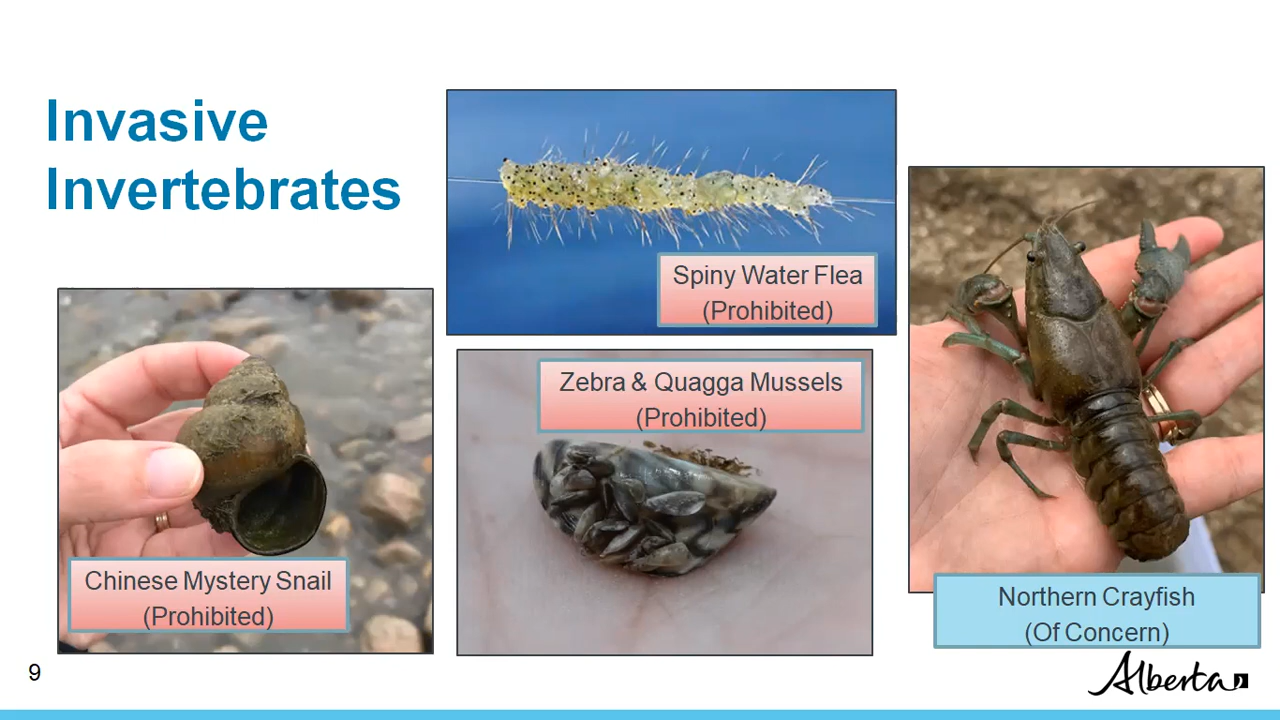 Invasive
Invertebrates
Spiny Water Flea
(Prohibited)
Zebra & Quagga Mussels
(Prohibited)
Chinese Mystery Snail
(Prohibited)
Northern Crayfish
(Of Concern)
9
Alberta